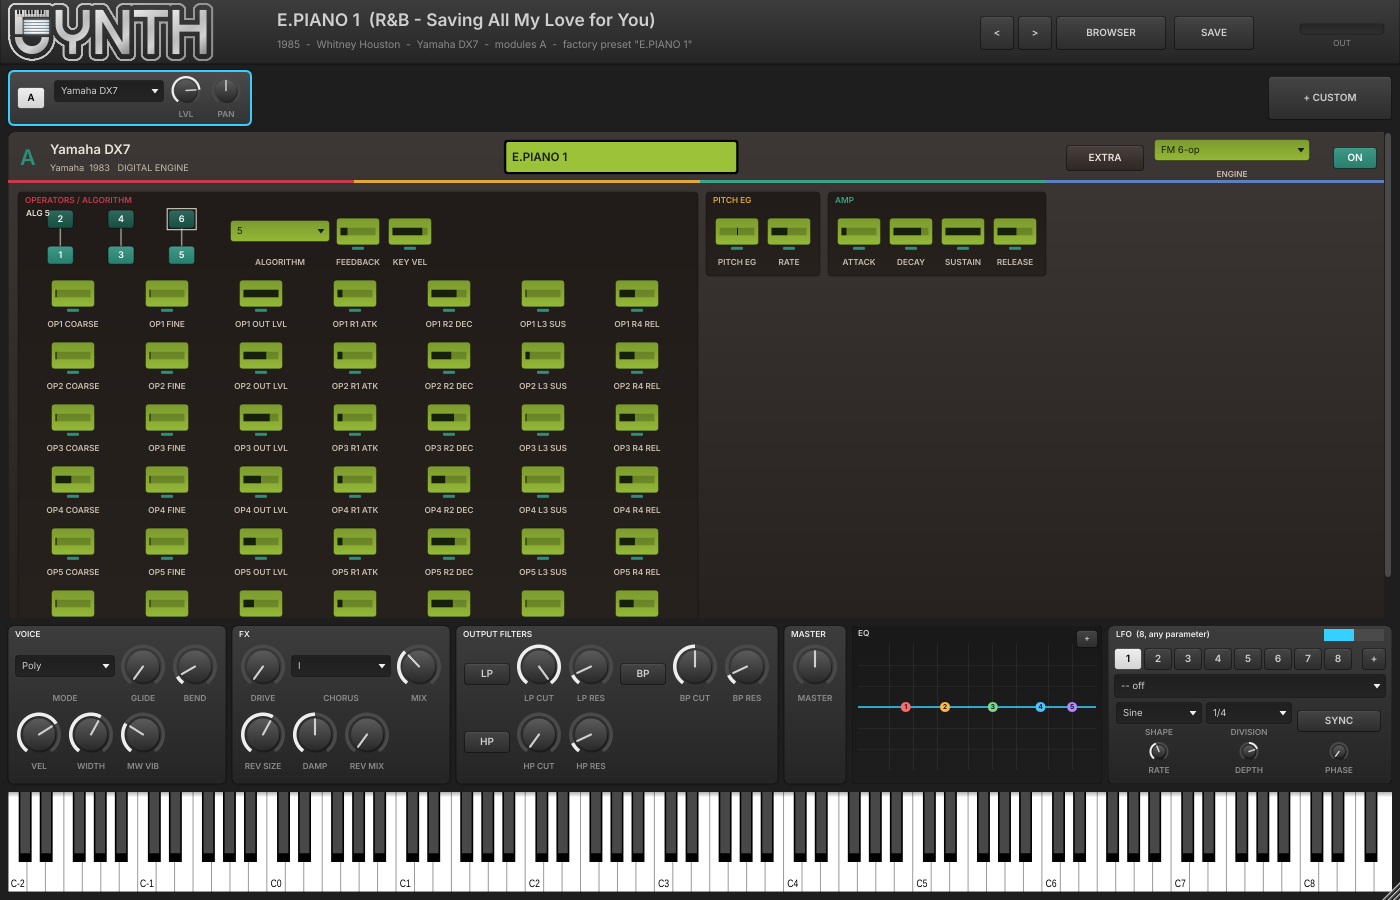 SYNTH
E.PIANO 1 (R&B - Saving All My Love for You)
1985 - Whitney Houston - Yamaha DX7 - modules A - factory preset "E.PIANO 1"
< > BROWSER SAVE
OUT
A Yamaha DX7
LVL PAN
+ CUSTOM
A Yamaha DX7
Yamaha 1983 DIGITAL ENGINE
E.PIANO 1
EXTRA
FM 6-op
ENGINE
ON
OPERATORS / ALGORITHM
ALG 5
2 4 6
1 3 5
5
ALGORITHM FEEDBACK KEY VEL
PITCH EG
PITCH EG RATE
AMP
ATTACK DECAY SUSTAIN RELEASE
OP1 COARSE OP1 FINE OP1 OUT LVL OP1 R1 ATK OP1 R2 DEC OP1 L3 SUS OP1 R4 REL
OP2 COARSE OP2 FINE OP2 OUT LVL OP2 R1 ATK OP2 R2 DEC OP2 L3 SUS OP2 R4 REL
OP3 COARSE OP3 FINE OP3 OUT LVL OP3 R1 ATK OP3 R2 DEC OP3 L3 SUS OP3 R4 REL
OP4 COARSE OP4 FINE OP4 OUT LVL OP4 R1 ATK OP4 R2 DEC OP4 L3 SUS OP4 R4 REL
OP5 COARSE OP5 FINE OP5 OUT LVL OP5 R1 ATK OP5 R2 DEC OP5 L3 SUS OP5 R4 REL
VOICE
Poly
MODE GLIDE BEND
VEL WIDTH MW VIB
FX
I
DRIVE CHORUS MIX
REV SIZE DAMP REV MIX
OUTPUT FILTERS
LP BP
LP CUT LP RES BP CUT BP RES
HP
HP CUT HP RES
MASTER
MASTER
EQ
+
1 2 3 4 5
LFO (8, any parameter)
1 2 3 4 5 6 7 8 +
-- off
Sine 1/4 SYNC
SHAPE DIVISION
RATE DEPTH PHASE
C-2 C-1 C0 C1 C2 C3 C4 C5 C6 C7 C8